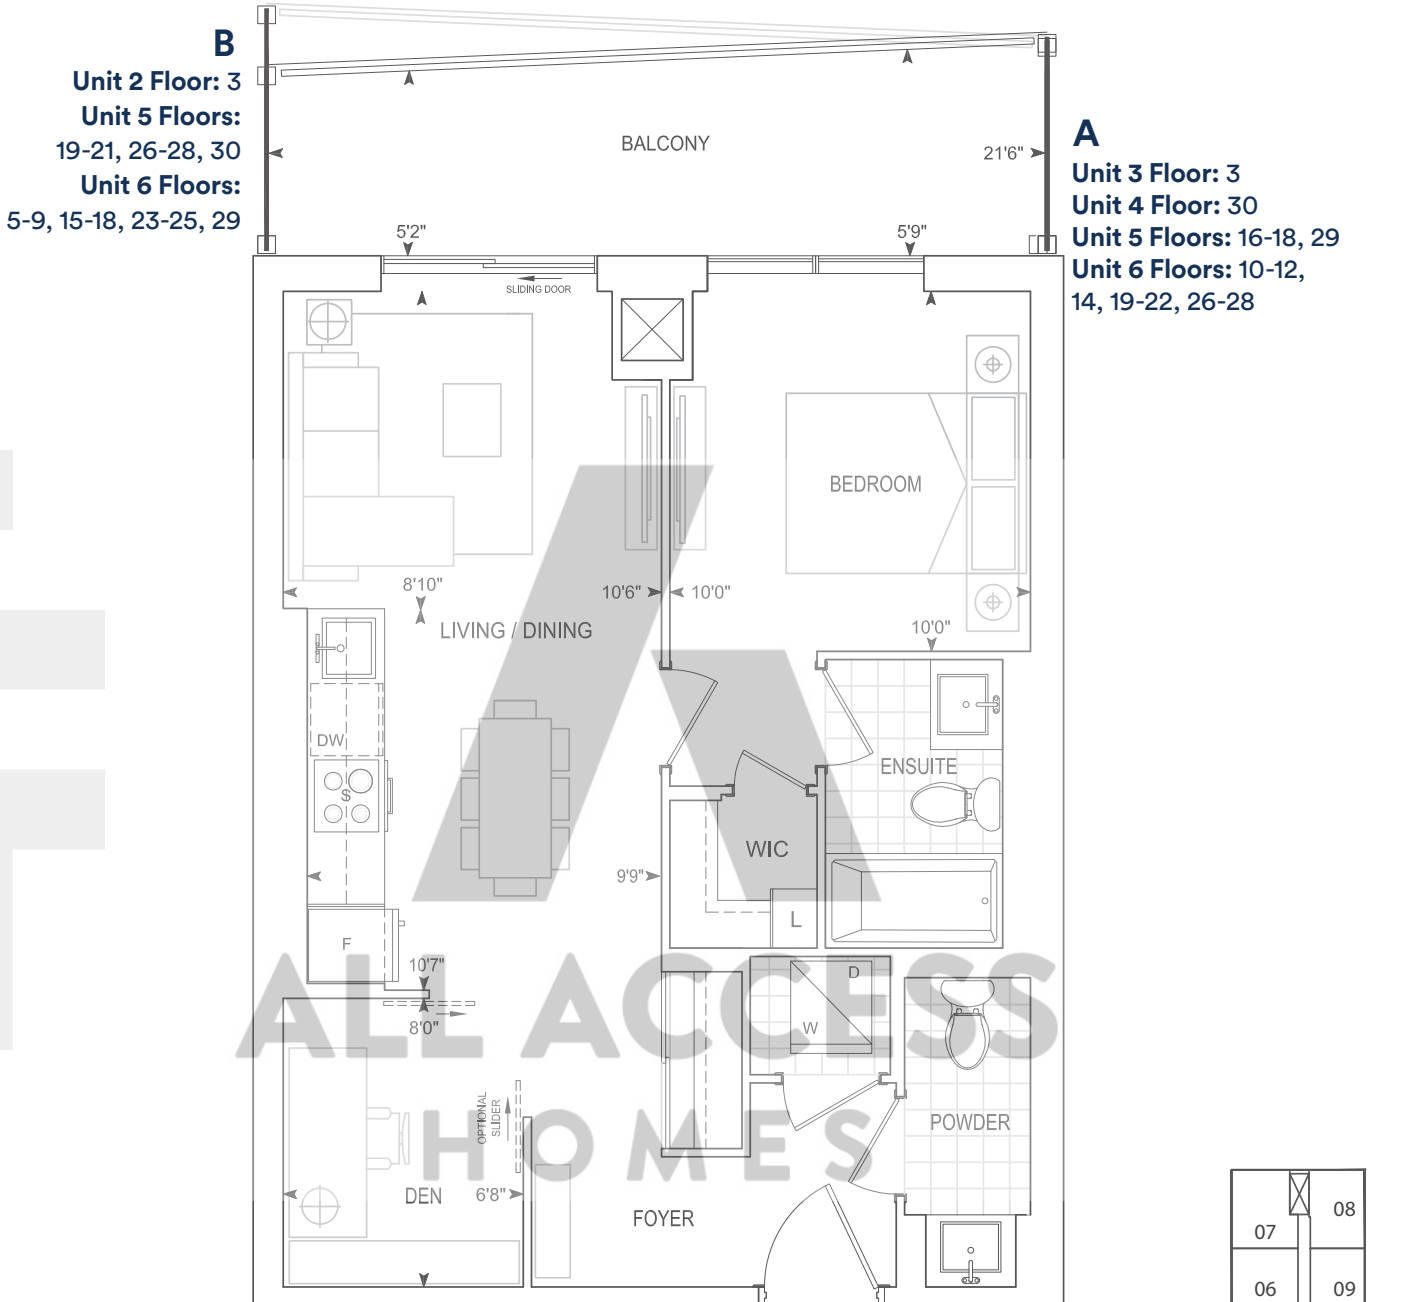 B
Unit 2 Floor: 3
Unit 5 Floors:
19-21, 26-28, 30
Unit 6 Floors:
5-9, 15-18, 23-25, 29
A
Unit 3 Floor: 3
Unit 4 Floor: 30
Unit 5 Floors: 16-18, 29
Unit 6 Floors: 10-12,
14, 19-22, 26-28
BALCONY
21'6"
5'2"
5'9"
SLIDING DOOR
BEDROOM
8'10"
10'6"
10'0"
LIVING / DINING
10'0"
DW
S
ENSUITE
WIC
9'9"
L
F
10'7"
8'0"
D
W
ALL ACCESS
HOMES
OPTIONAL
SLIDER
POWDER
DEN
6'8"
FOYER
07
08
06
09